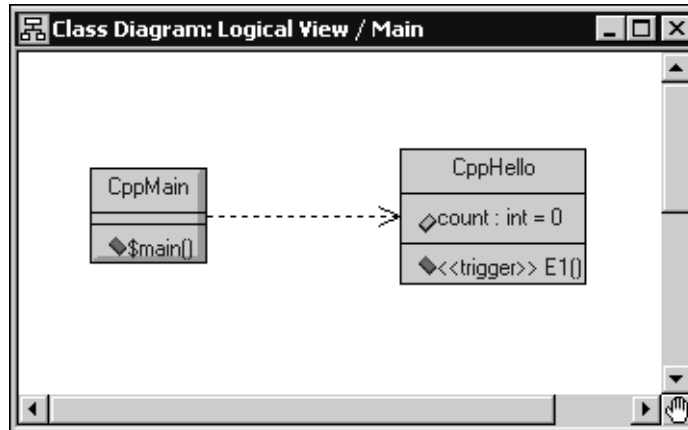 Class Diagram: Logical View / Main
CppMain
$main()
CppHello
count : int = 0
<<trigger>> E1()